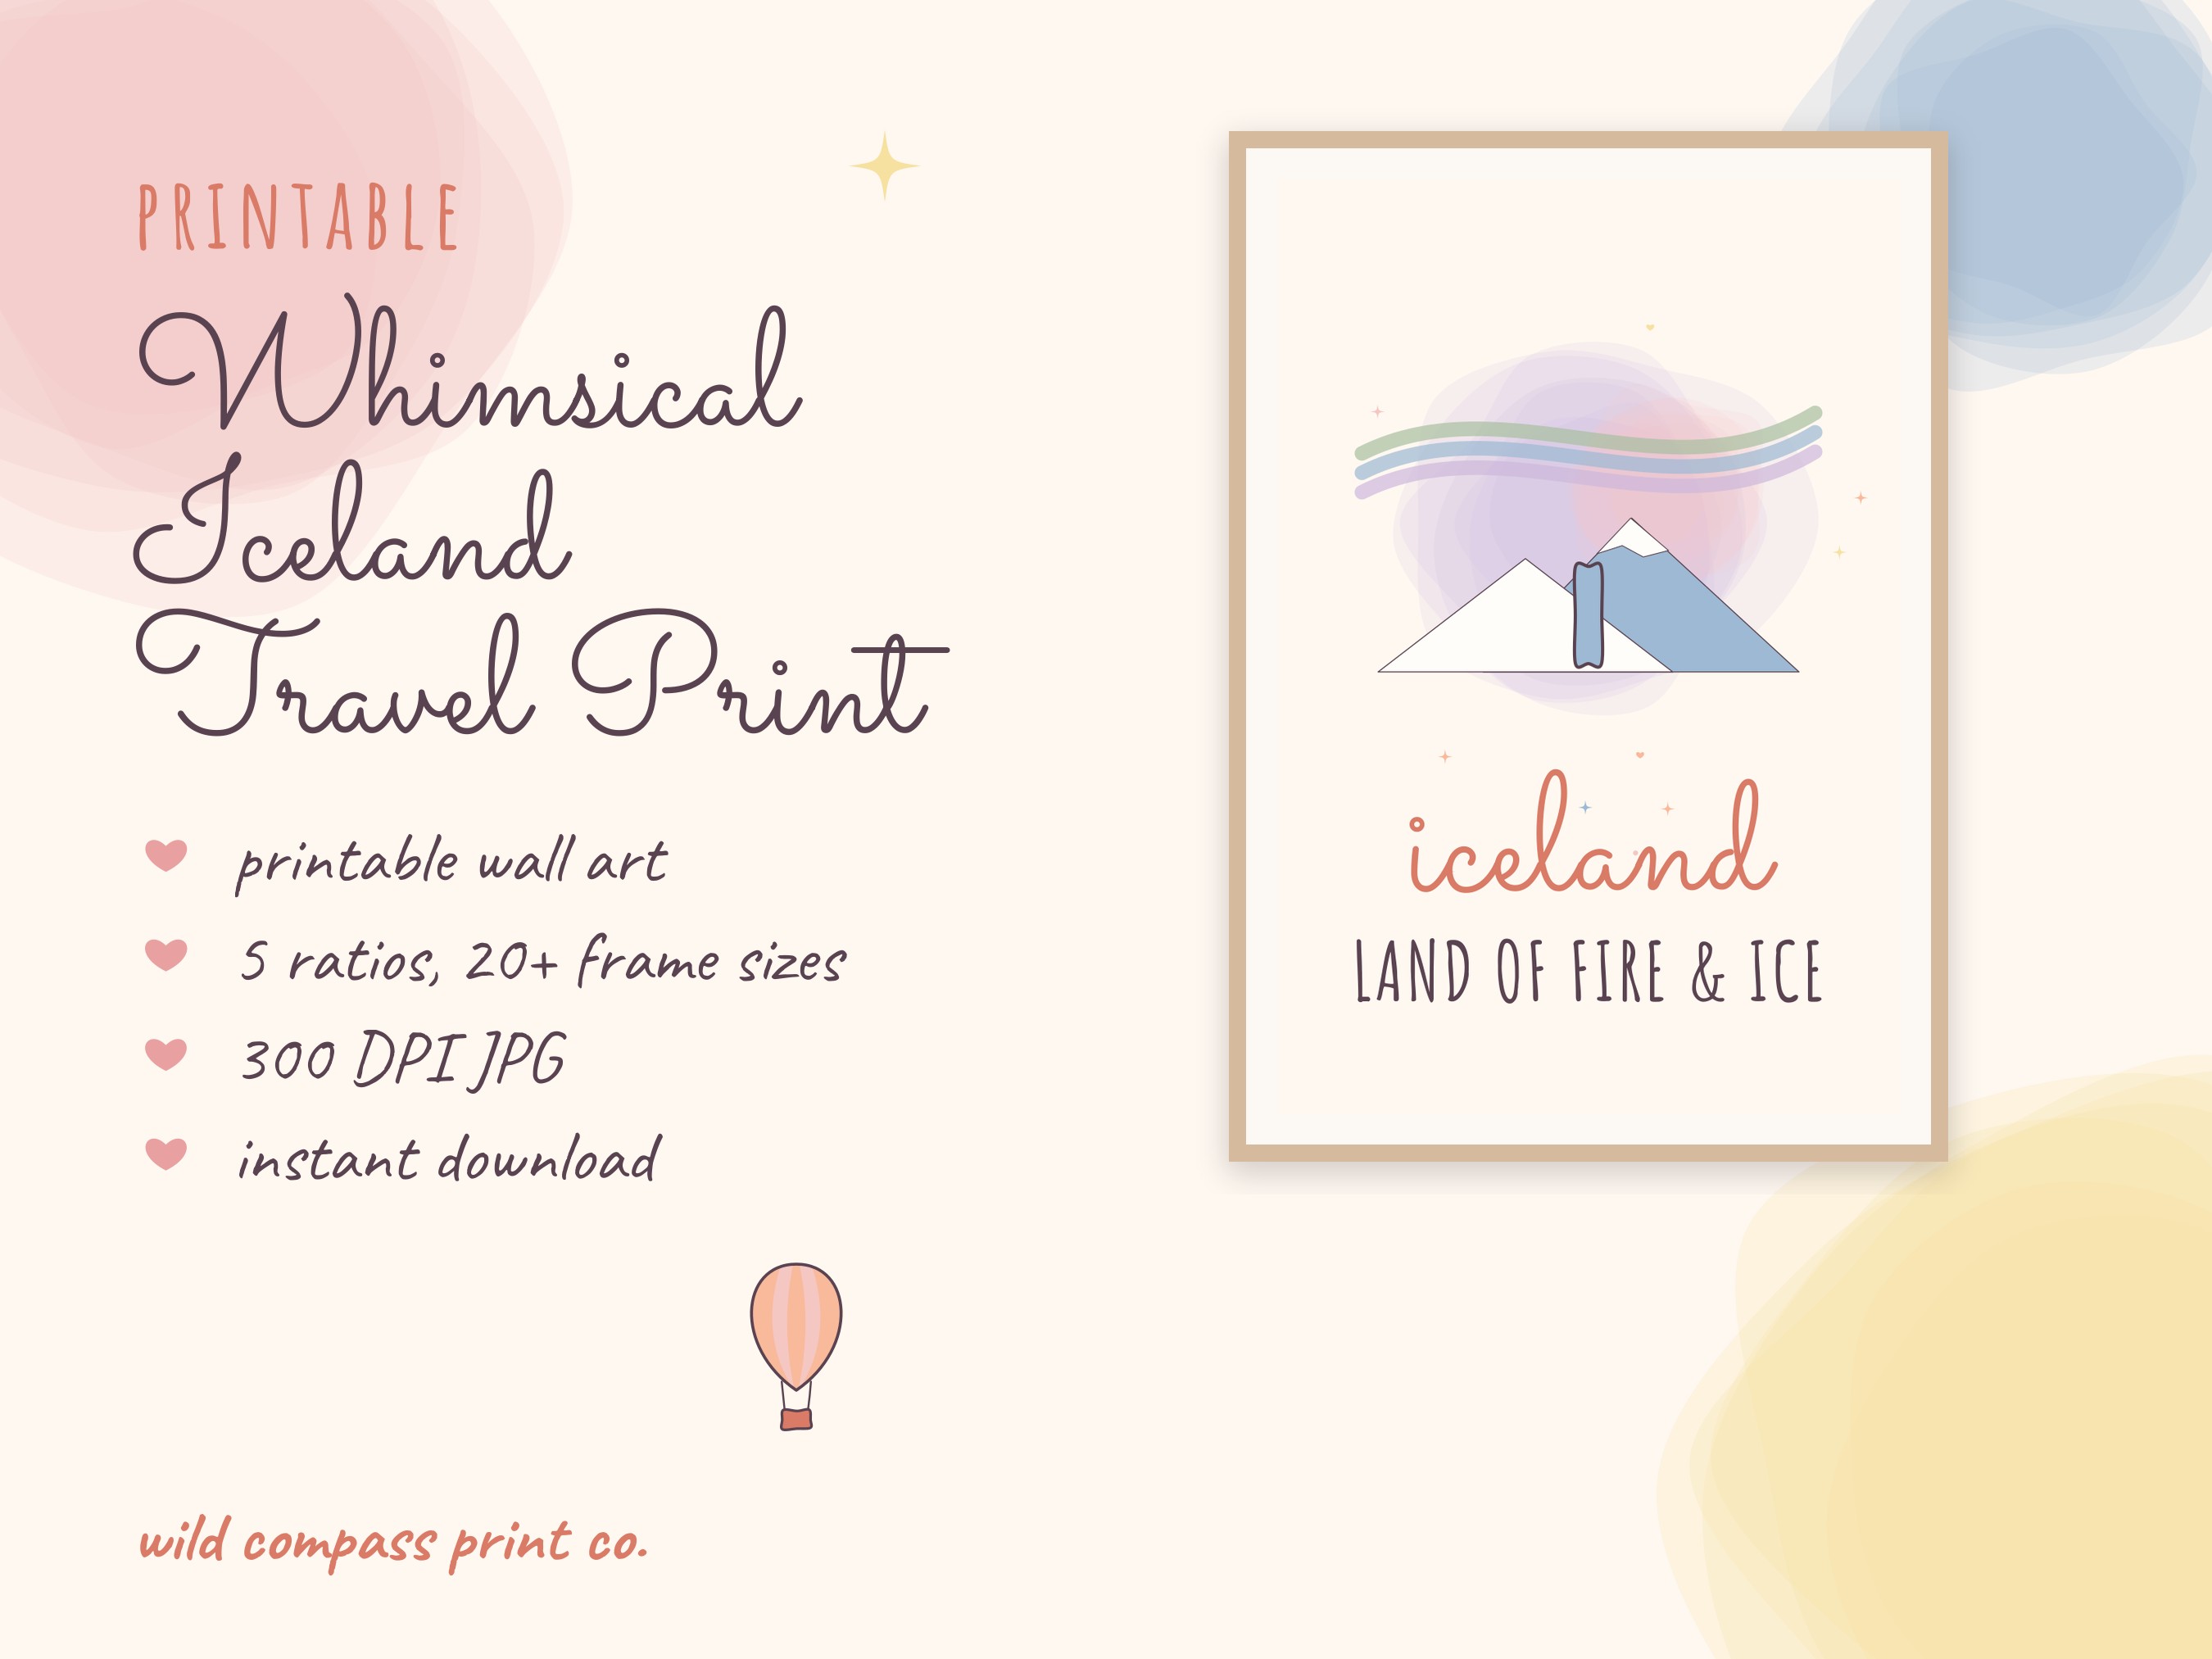 PRINTABLE
Whimsical
Iceland
Travel Print
printable wall art
5 ratios, 20+ frame sizes
300 DPI JPG
instant download
wild compass print co.
iceland
LAND OF FIRE & ICE